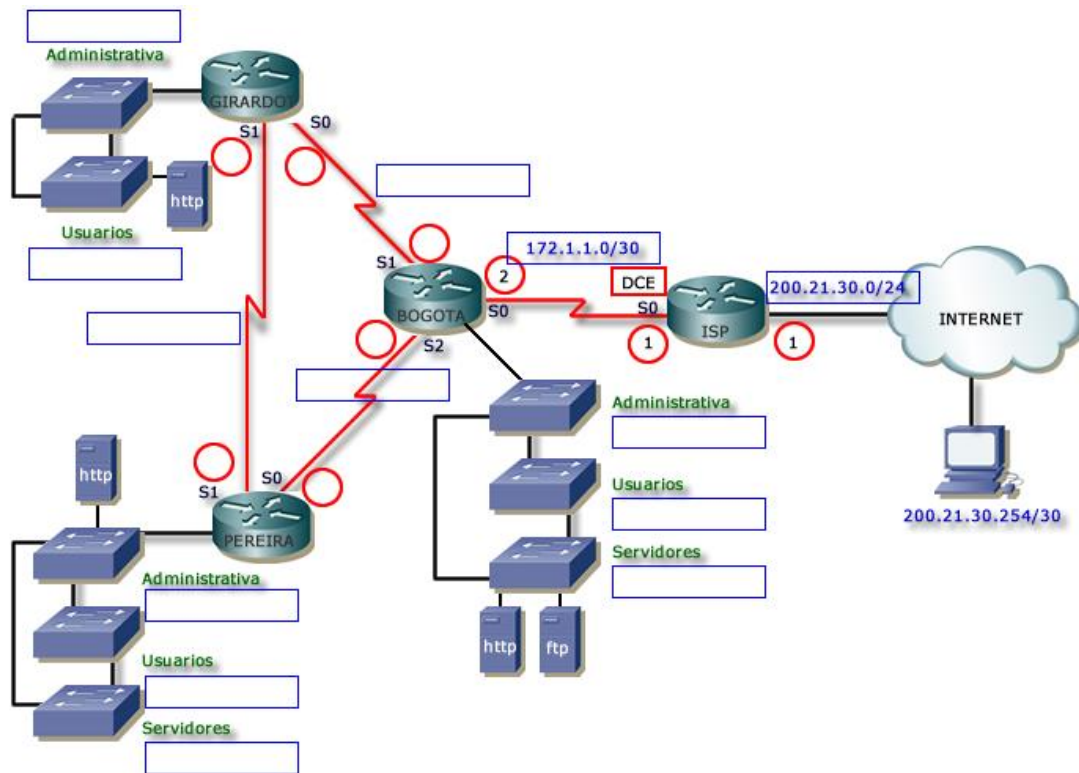 Administrativa
GIRARDOT
S1
S0
http
Usuarios
172.1.1.0/30
S1
2
DCE
200.21.30.0/24
BOGOTA
S0
S0
ISP
INTERNET
S2
1
1
Administrativa
http
S1
S0
Usuarios
200.21.30.254/30
PEREIRA
Servidores
Administrativa
http
ftp
Usuarios
Servidores